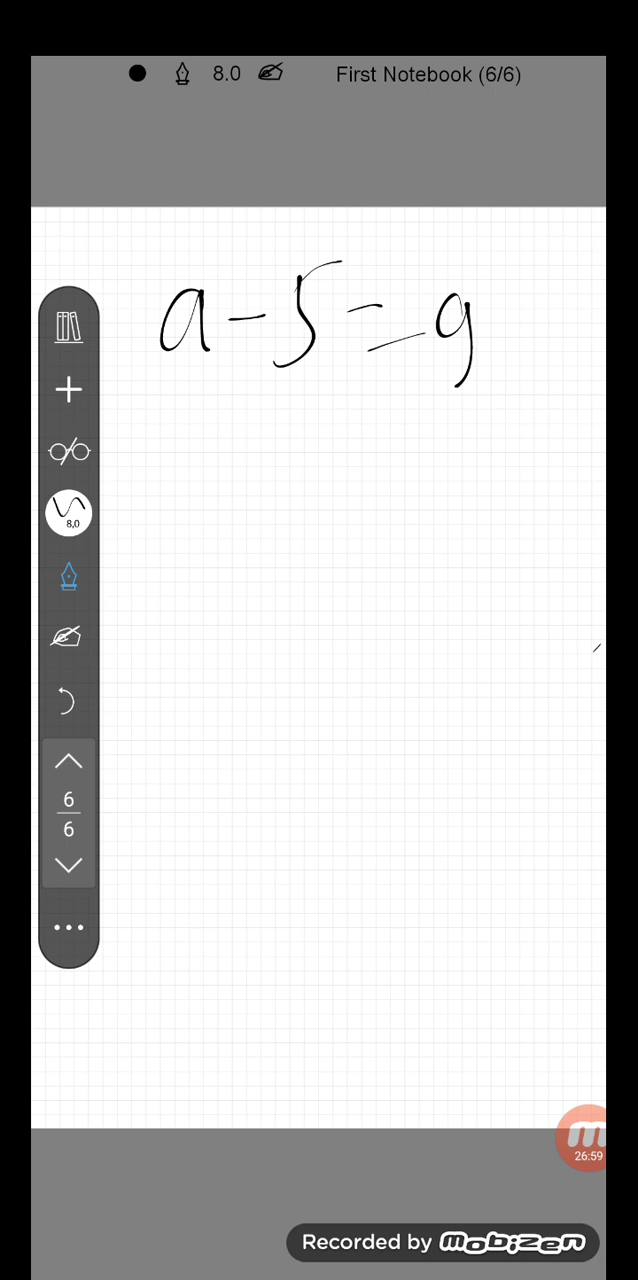 8.0 First Notebook (6/6)
a - 5 = 9
8,0
6
6
26:59
Recorded by mobizen